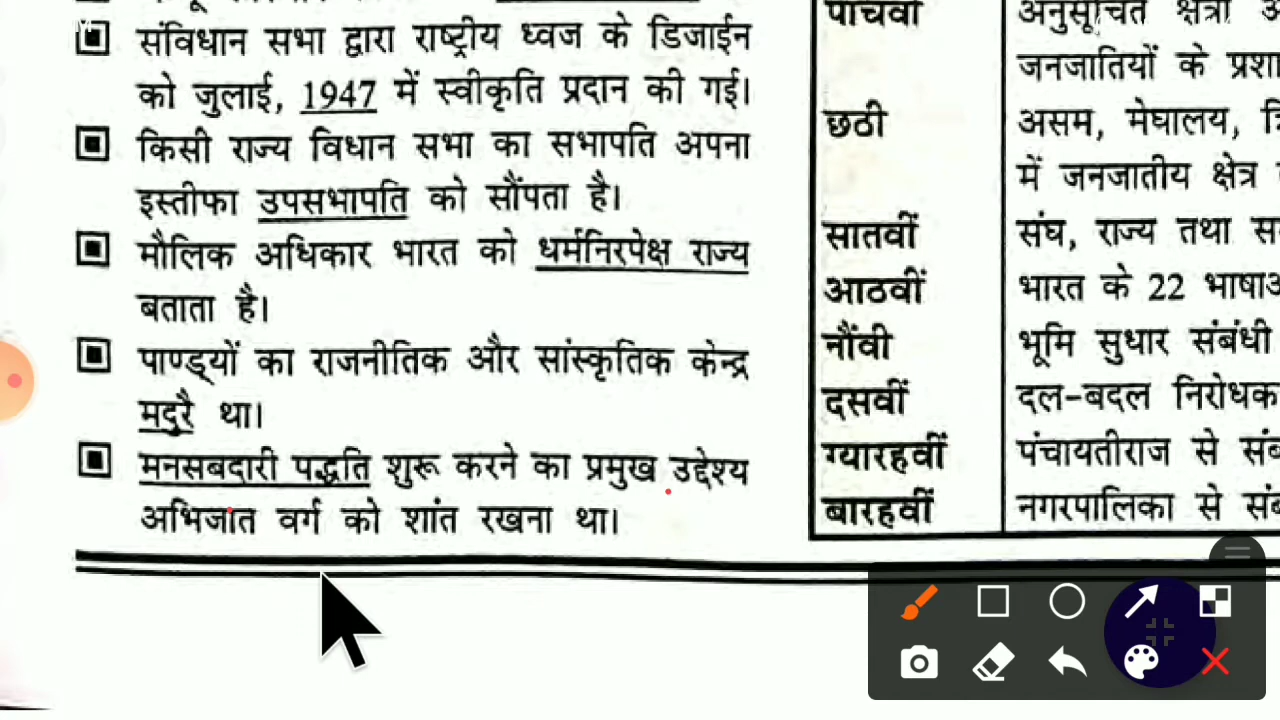 संविधान सभा द्वारा राष्ट्रीय ध्वज के डिजाईन
को जुलाई, 1947 में स्वीकृति प्रदान की गई।
किसी राज्य विधान सभा का सभापति अपना
इस्तीफा उपसभापति को सौंपता है।
मौलिक अधिकार भारत को धर्मनिरपेक्ष राज्य
बताता है।
पाण्ड्यों का राजनीतिक और सांस्कृतिक केन्द्र
मदुरै था।
मनसबदारी पद्धति शुरू करने का प्रमुख उद्देश्य
अभिजात वर्ग को शांत रखना था।
पांचवीं अनुसूचित क्षेत्रों
जनजातियों के
छठी असम, मेघालय,
में जनजातीय क्षेत्र
सातवीं संघ, राज्य तथा
आठवीं भारत के 22
नौंवी भूमि सुधार संबंधी
दसवीं दल-बदल निरोधक
ग्यारहवीं पंचायतीराज से
बारहवीं नगरपालिका से